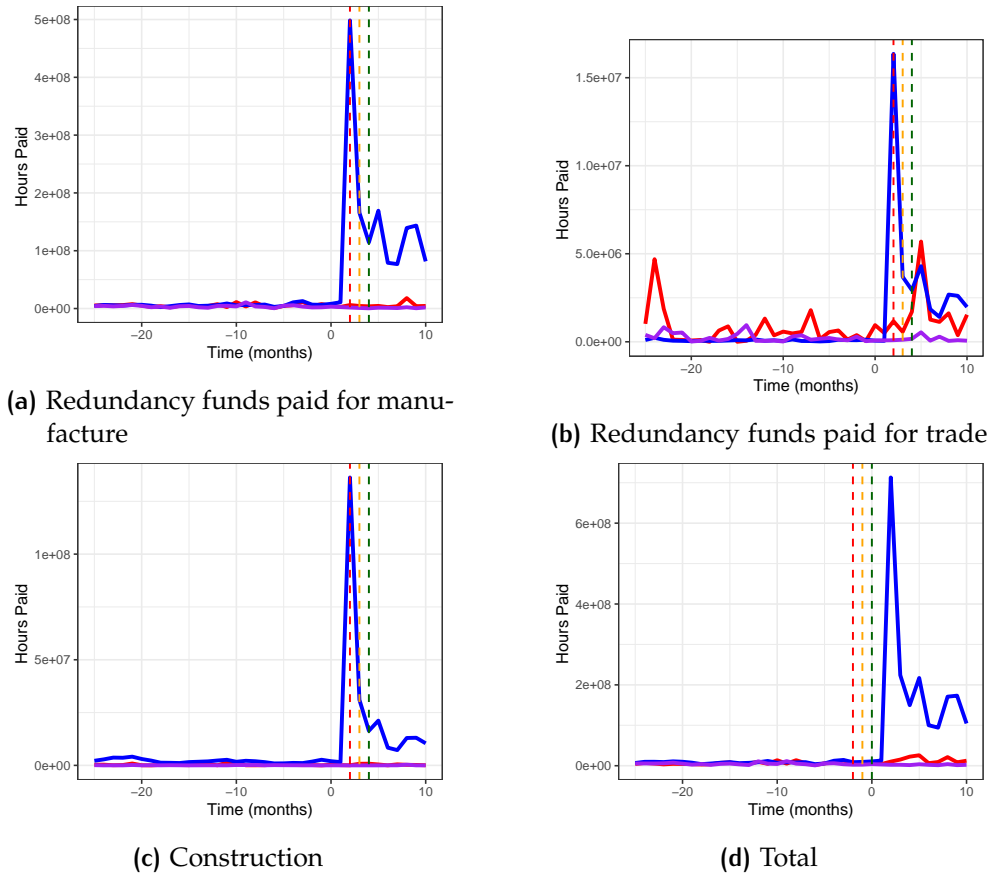 5e+08
4e+08
3e+08
2e+08
1e+08
0e+00
Hours Paid
−20
−10
0
10
Time (months)
(a) Redundancy funds paid for manu-
facture
1.5e+07
1.0e+07
5.0e+06
0.0e+00
Hours Paid
−20
−10
0
10
Time (months)
(b) Redundancy funds paid for trade
1e+08
5e+07
0e+00
Hours Paid
−20
−10
0
10
Time (months)
(c) Construction
6e+08
4e+08
2e+08
0e+00
Hours Paid
−20
−10
0
10
Time (months)
(d) Total